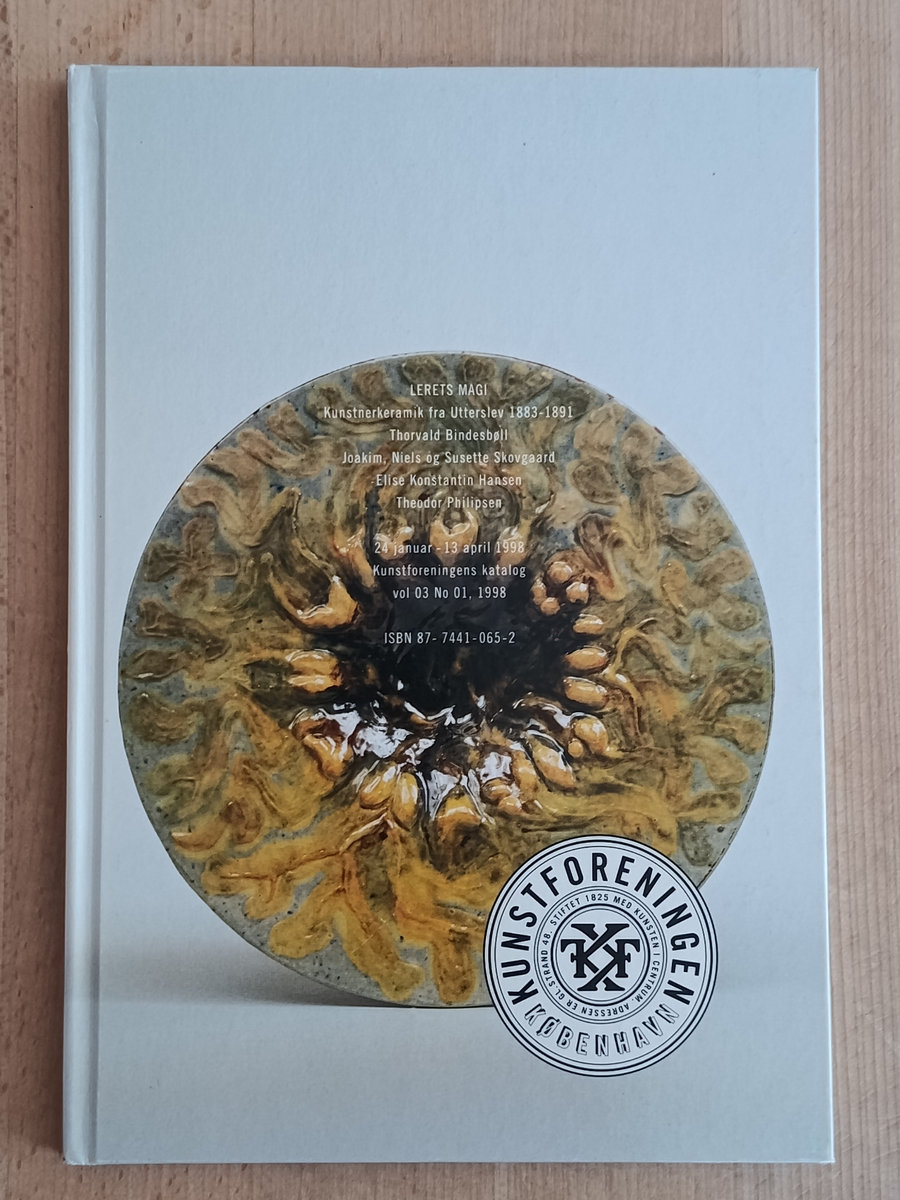 LERETS MAGI
Kunstnerkeramik fra Utterslev 1883-1891
Thorvald Bindesbøll
Joakim, Niels og Susette Skovgaard
Elise Konstantin Hansen
Theodor Philipsen
24 januar - 13 april 1998
Kunstforeningens katalog
vol 03 No 01, 1998
ISBN 87- 7441-065-2
KUNSTFORENINGEN
KØBENHAVN
STIFTET 1825 MED KUNSTEN I CENTRUM. ADRESSEN ER GL. STRAND 48.
KF